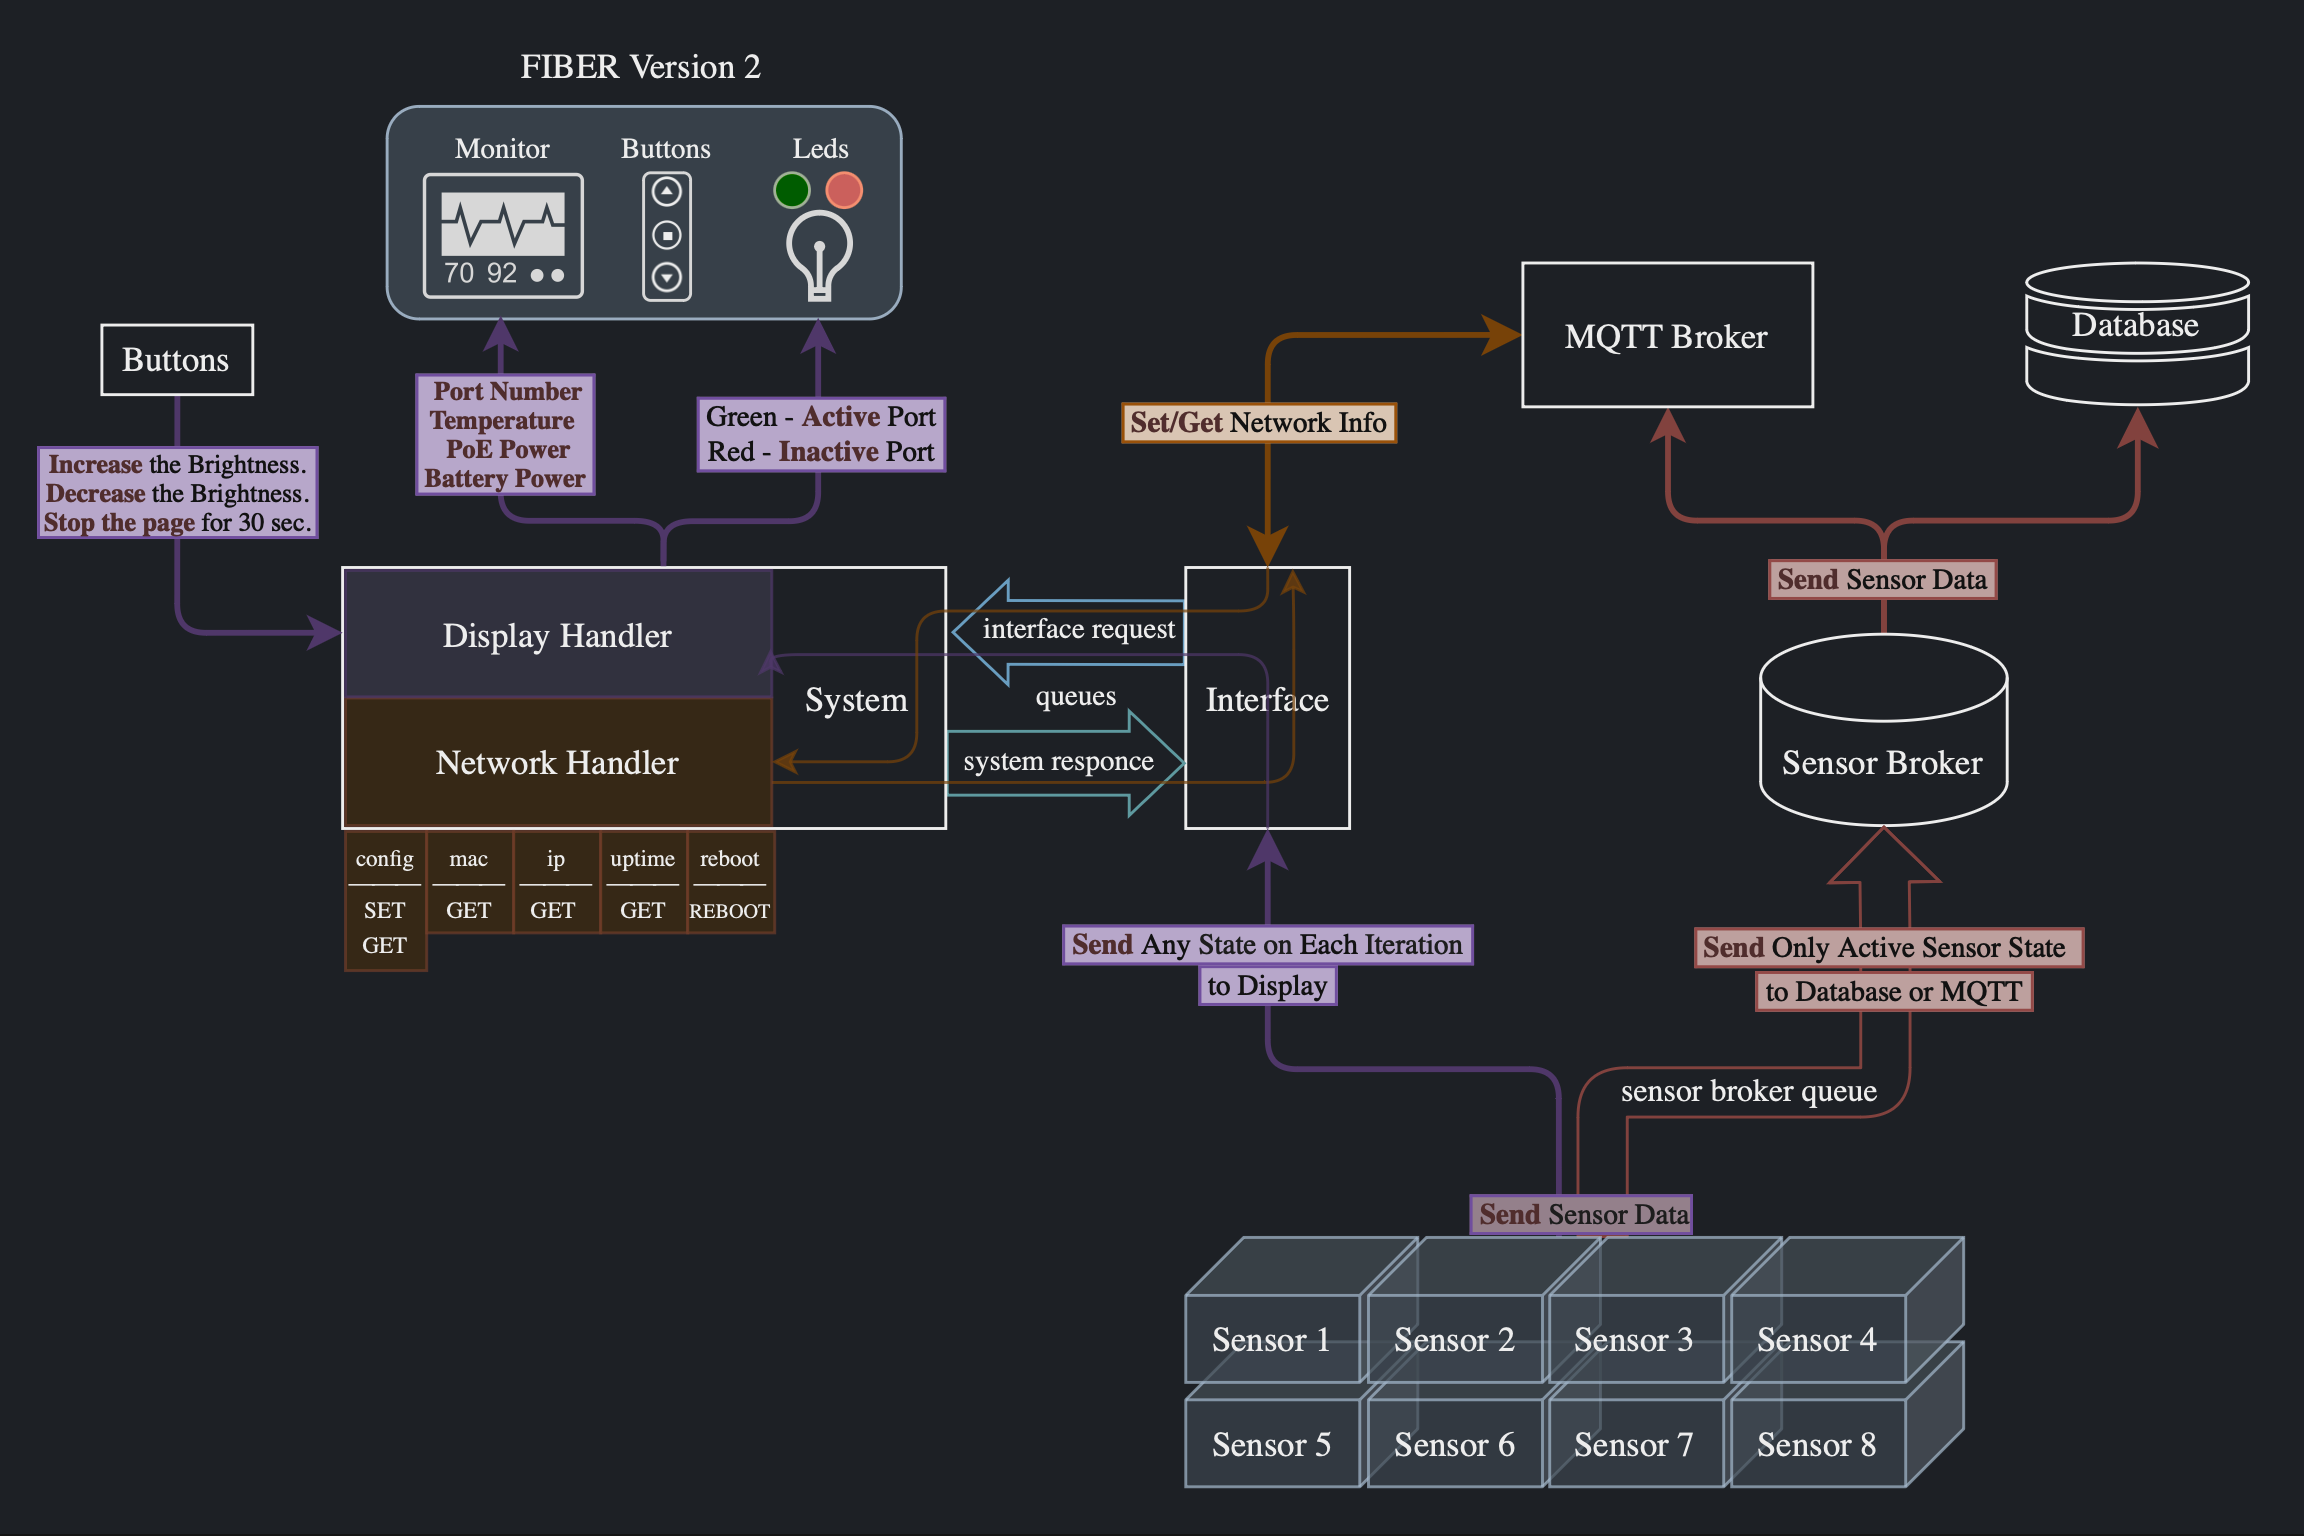 FIBER Version 2
Monitor
Buttons
Leds
70 92
Buttons
Increase the Brightness.
Decrease the Brightness.
Stop the page for 30 sec.
Port Number
Temperature
PoE Power
Battery Power
Green - Active Port
Red - Inactive Port
Set/Get Network Info
MQTT Broker
Database
Send Sensor Data
Display Handler
Network Handler
System
interface request
queues
system responce
Interface
Sensor Broker
config
SET
GET
mac
GET
ip
GET
uptime
GET
reboot
REBOOT
Send Any State on Each Iteration
to Display
Send Only Active Sensor State
to Database or MQTT
sensor broker queue
Send Sensor Data
Sensor 1
Sensor 2
Sensor 3
Sensor 4
Sensor 5
Sensor 6
Sensor 7
Sensor 8